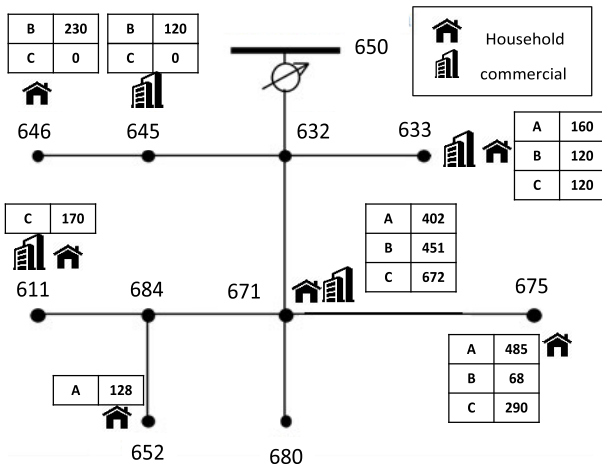 B 230
C 0
B 120
C 0
650
Household
commercial
646
645
632
633
A 160
B 120
C 120
C 170
A 402
B 451
C 672
611
684
671
675
A 485
B 68
C 290
A 128
652
680